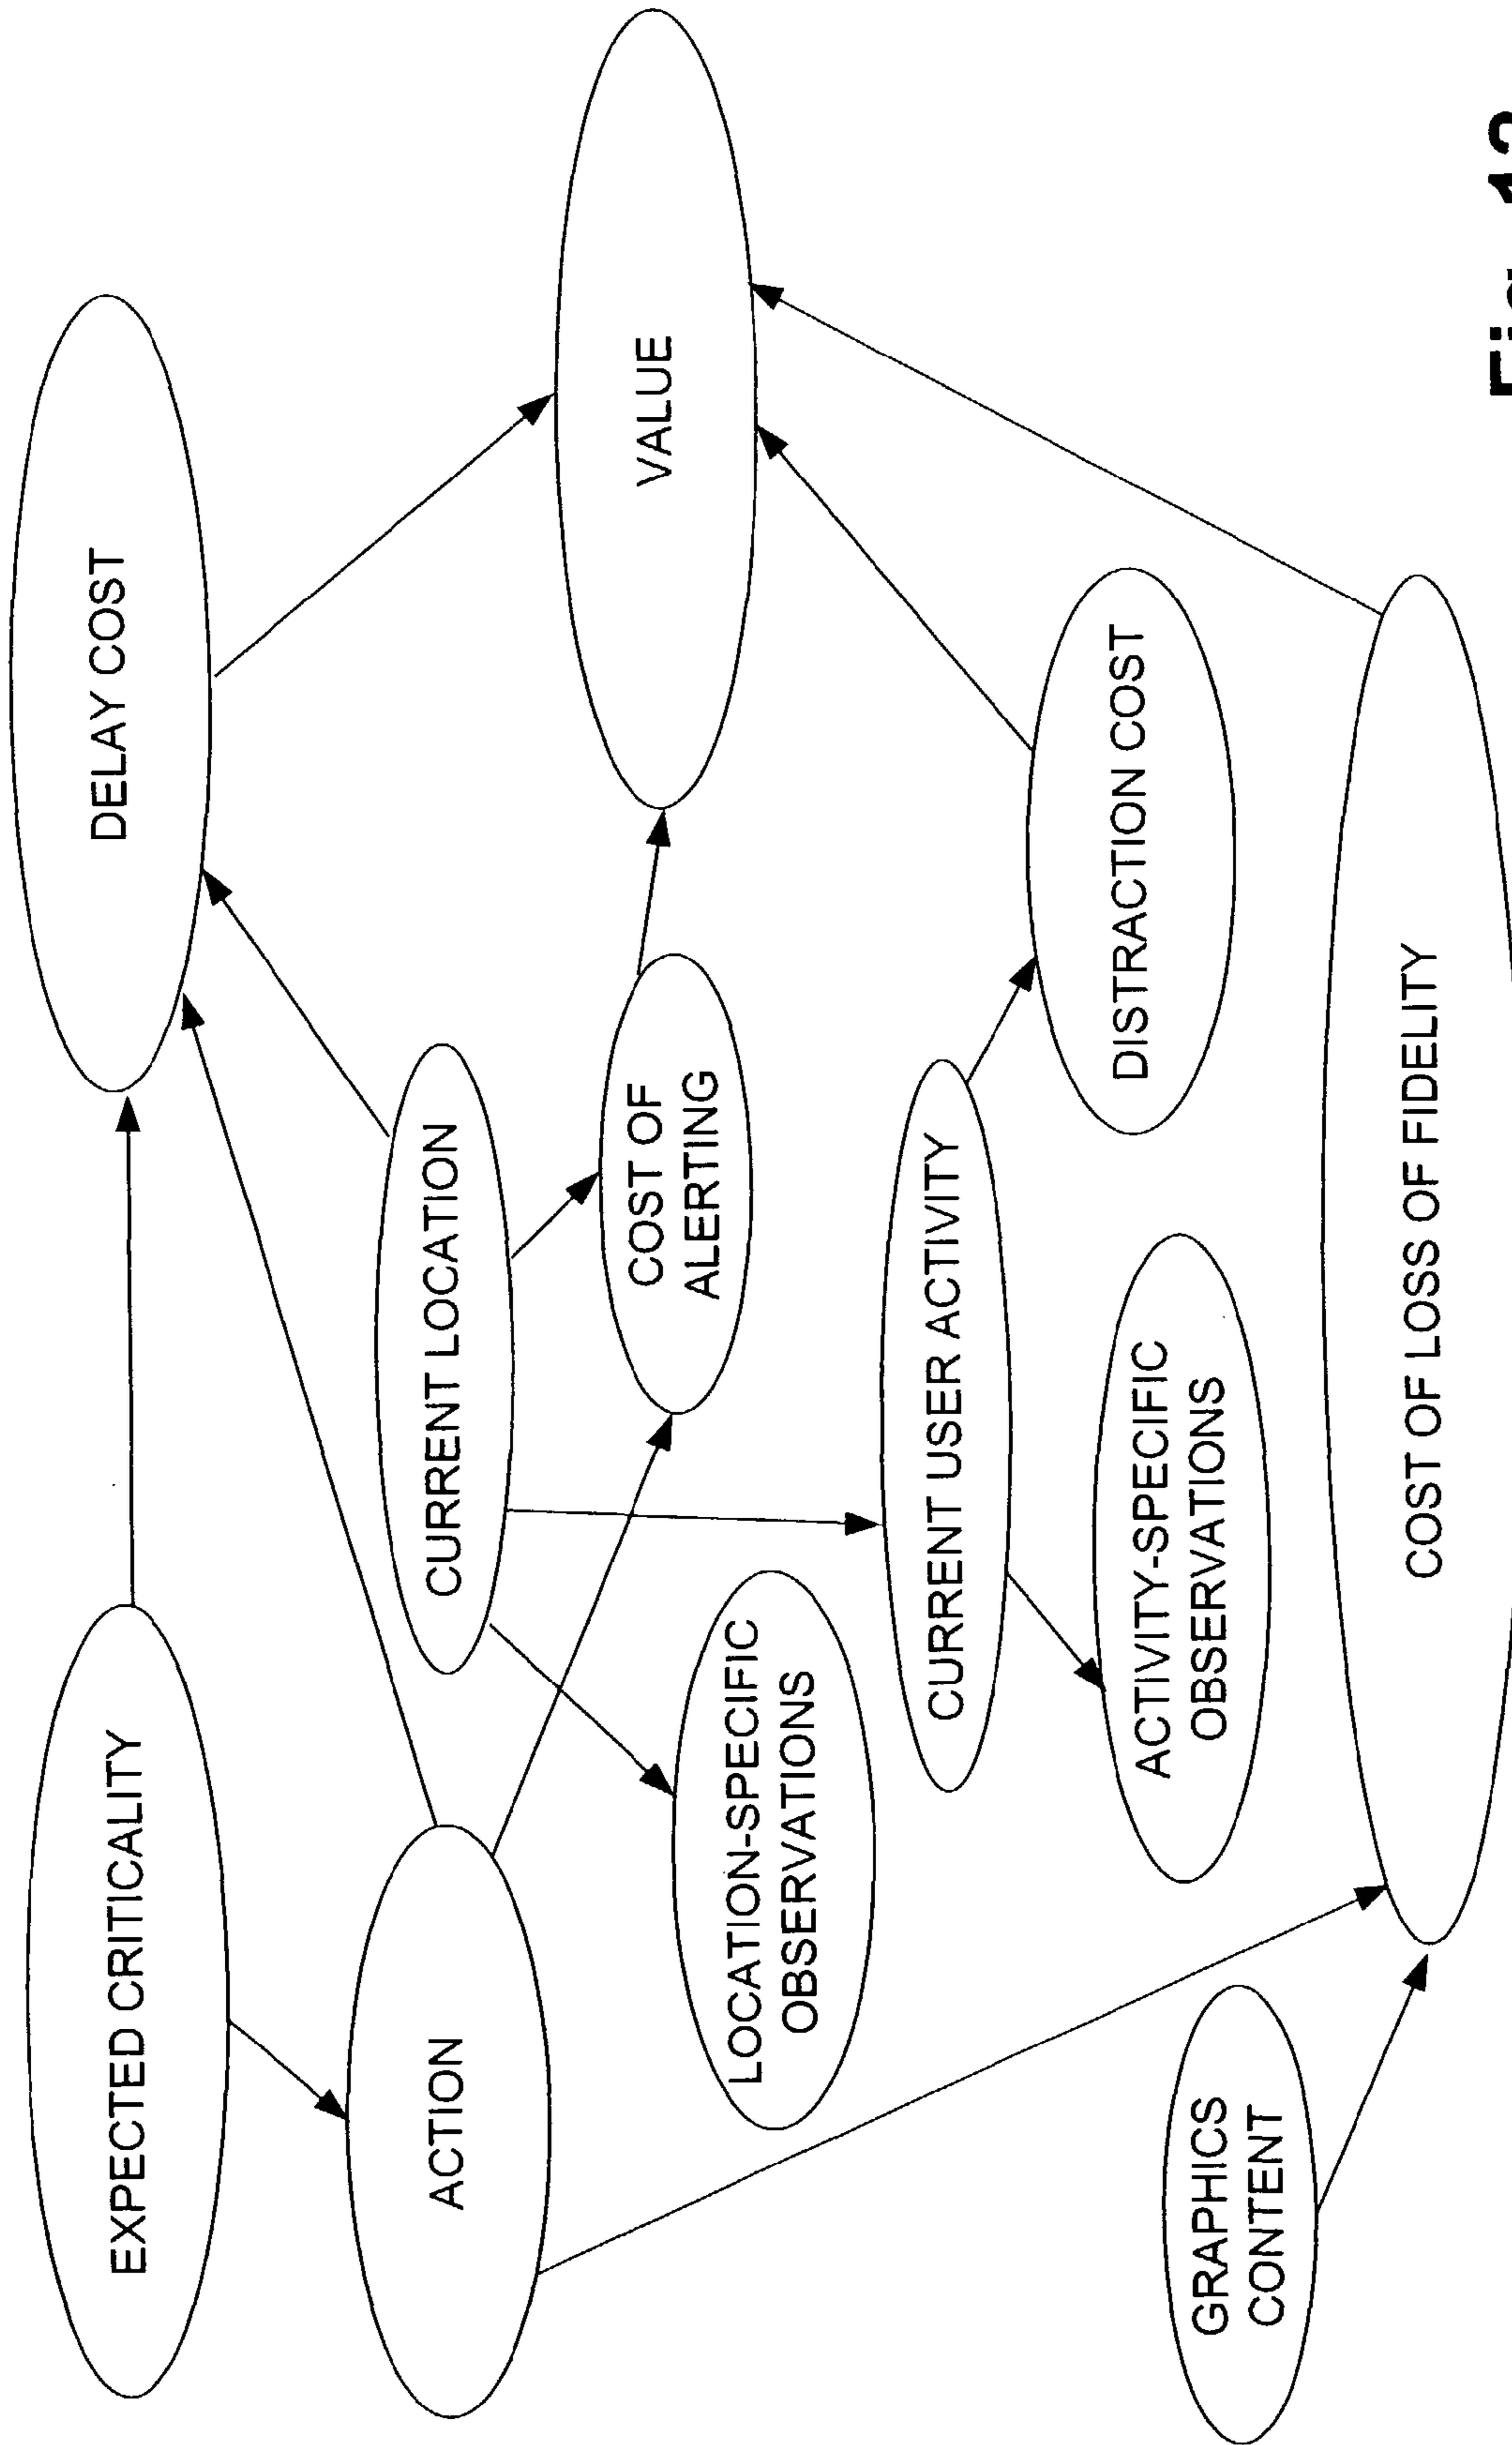 EXPECTED CRITICALITY
DELAY COST
ACTION
CURRENT LOCATION
COST OF
ALERTING
VALUE
LOCATION-SPECIFIC
OBSERVATIONS
CURRENT USER ACTIVITY
DISTRACTION COST
ACTIVITY-SPECIFIC
OBSERVATIONS
GRAPHICS
CONTENT
COST OF LOSS OF FIDELITY